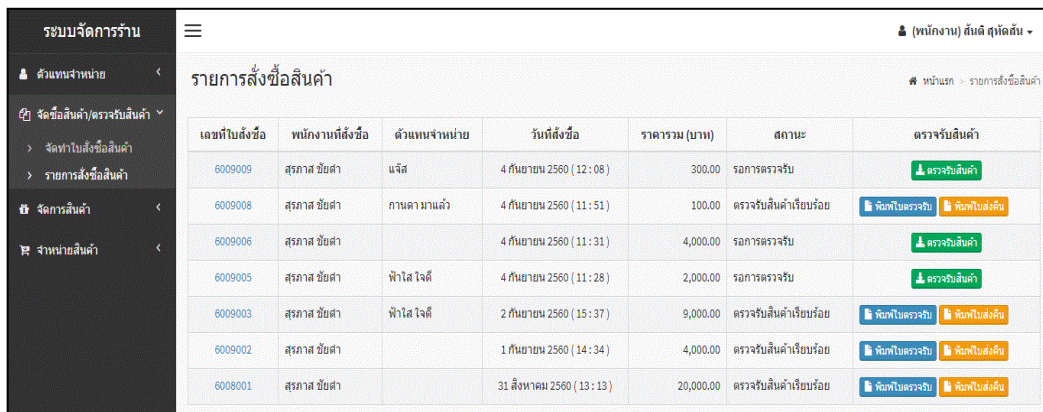 ระบบจัดการร้าน
(พนักงาน) สันติ สุทัดสัน
ตัวแทนจำหน่าย
จัดซื้อสินค้า/ตรวจรับสินค้า
จัดทำใบสั่งซื้อสินค้า
รายการสั่งซื้อสินค้า
จัดการสินค้า
จำหน่ายสินค้า
รายการสั่งซื้อสินค้า
หน้าแรก > รายการสั่งซื้อสินค้า
เลขที่ใบสั่งซื้อ พนักงานที่สั่งซื้อ ตัวแทนจำหน่าย วันที่สั่งซื้อ ราคารวม (บาท) สถานะ ตรวจรับสินค้า
6009009 สุรภาส ขัยดำ แจ๊ส 4 กันยายน 2560 ( 12 : 08 ) 300.00 รอการตรวจรับ ตรวจรับสินค้า
6009008 สุรภาส ขัยดำ กานดา มาแล้ว 4 กันยายน 2560 ( 11 : 51 ) 100.00 ตรวจรับสินค้าเรียบร้อย พิมพ์ใบตรวจรับ พิมพ์ใบส่งคืน
6009006 สุรภาส ขัยดำ 4 กันยายน 2560 ( 11 : 31 ) 4,000.00 รอการตรวจรับ ตรวจรับสินค้า
6009005 สุรภาส ขัยดำ ฟ้าใส ใจดี 4 กันยายน 2560 ( 11 : 28 ) 2,000.00 รอการตรวจรับ ตรวจรับสินค้า
6009003 สุรภาส ขัยดำ ฟ้าใส ใจดี 2 กันยายน 2560 ( 15 : 37 ) 9,000.00 ตรวจรับสินค้าเรียบร้อย พิมพ์ใบตรวจรับ พิมพ์ใบส่งคืน
6009002 สุรภาส ขัยดำ 1 กันยายน 2560 ( 14 : 34 ) 4,000.00 ตรวจรับสินค้าเรียบร้อย พิมพ์ใบตรวจรับ พิมพ์ใบส่งคืน
6008001 สุรภาส ขัยดำ 31 สิงหาคม 2560 ( 13 : 13 ) 20,000.00 ตรวจรับสินค้าเรียบร้อย พิมพ์ใบตรวจรับ พิมพ์ใบส่งคืน